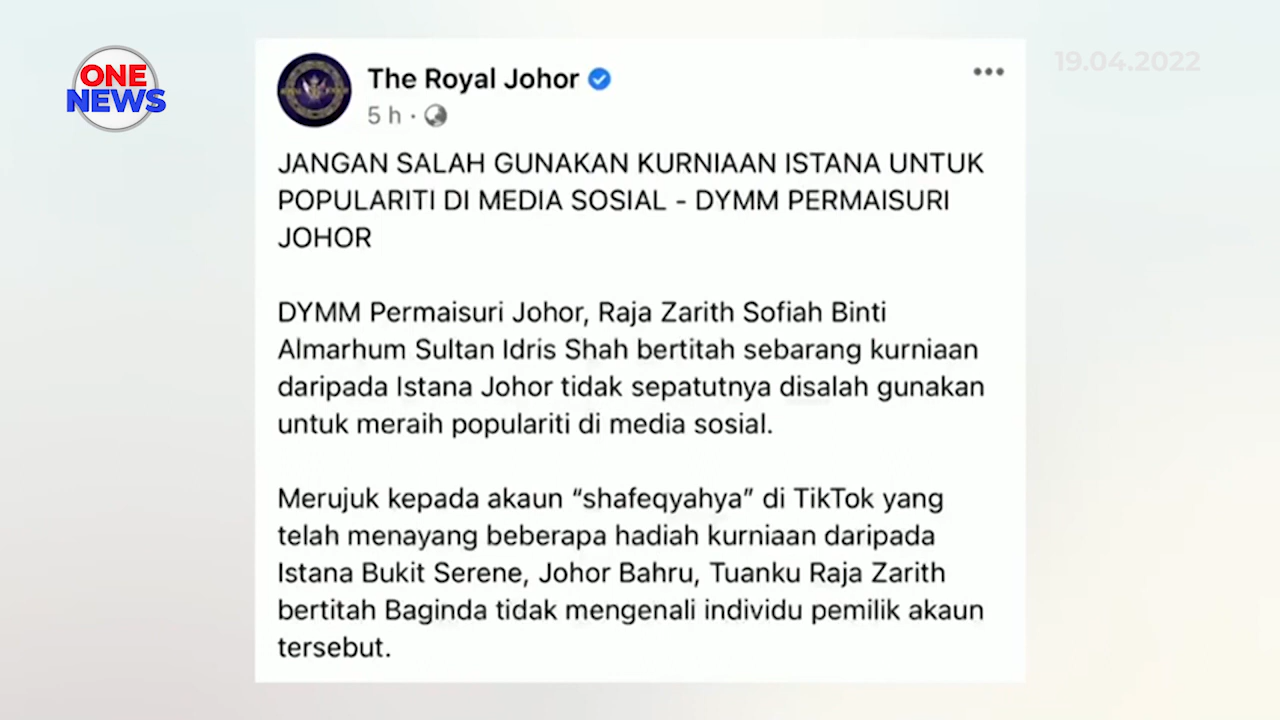 ONE
NEWS
19.04.2022
The Royal Johor
5 h ·
JANGAN SALAH GUNAKAN KURNIAAN ISTANA UNTUK
POPULARITI DI MEDIA SOSIAL - DYMM PERMAISURI
JOHOR
DYMM Permaisuri Johor, Raja Zarith Sofiah Binti
Almarhum Sultan Idris Shah bertitah sebarang kurniaan
daripada Istana Johor tidak sepatutnya disalah gunakan
untuk meraih populariti di media sosial.
Merujuk kepada akaun “shafeqyahya” di TikTok yang
telah menayang beberapa hadiah kurniaan daripada
Istana Bukit Serene, Johor Bahru, Tuanku Raja Zarith
bertitah Baginda tidak mengenali individu pemilik akaun
tersebut.